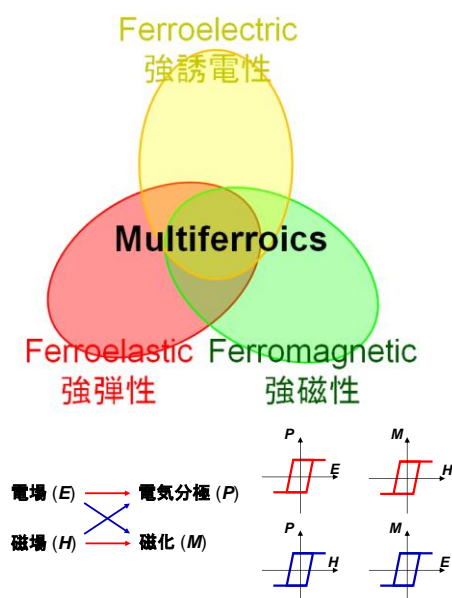 Ferroelectric
強誘電性
Multiferroics
Ferroelastic Ferromagnetic
強弾性 強磁性
P M
E H
電場 (E) 電気分極 (P)
磁場 (H) 磁化 (M)
P M
H E